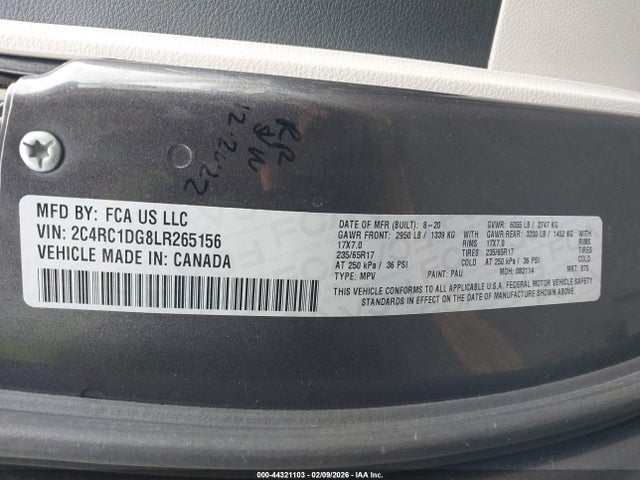 12.2022
KR
MFD BY: FCA US LLC
VIN: 2C4RC1DG8LR265156
VEHICLE MADE IN: CANADA
DATE OF MFR (BUILT): 8-20 GVWR: 6055 LB / 2747 KG
GAWR FRONT: 2950 LB / 1339 KG WITH GAWR REAR: 3200 LB / 1452 KG WITH
17X7.0 RIMS 17X7.0 RIMS
235/65R17 TIRES 235/65R17 TIRES
AT 250 kPa / 36 PSI COLD AT 250 kPa / 36 PSI COLD
TYPE: MPV PAINT: PAU MDH: 082114 MKT: 875
THIS VEHICLE CONFORMS TO ALL APPLICABLE U.S.A. FEDERAL MOTOR VEHICLE SAFETY
STANDARDS IN EFFECT ON THE DATE OF MANUFACTURE SHOWN ABOVE.
000-44321103 - 02/09/2026 - IAA Inc.